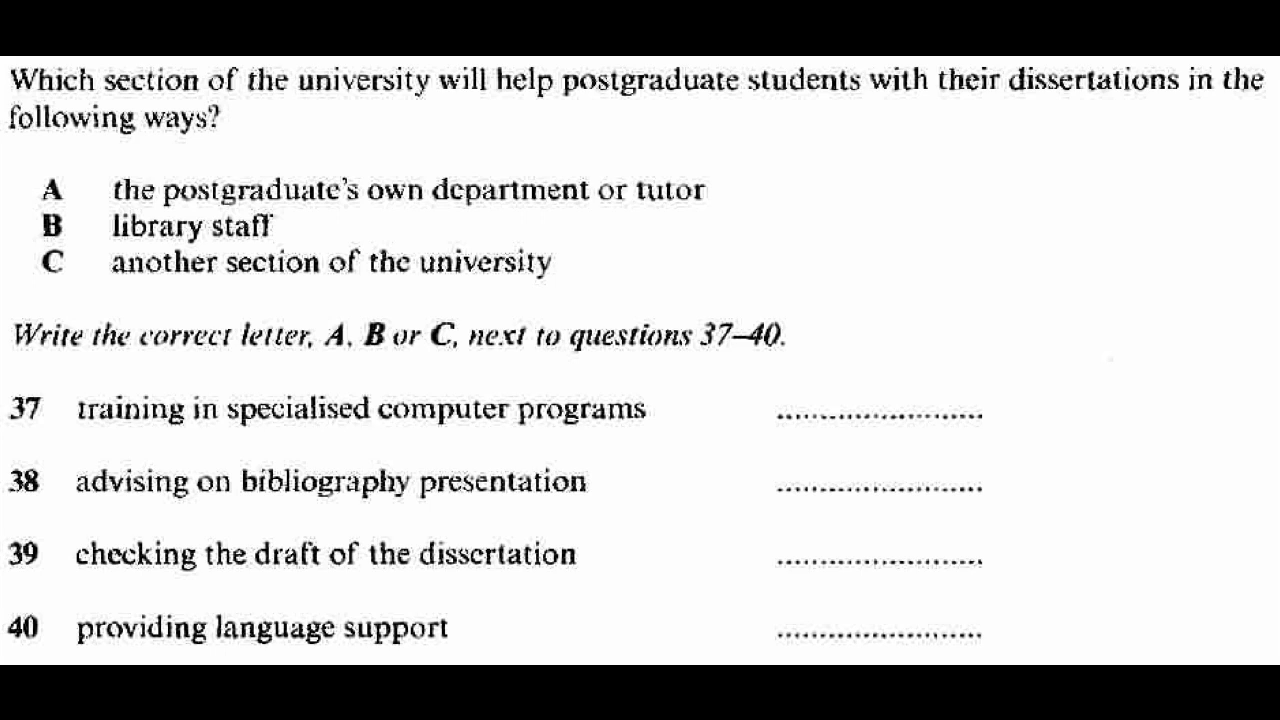 Which section of the university will help postgraduate students with their dissertations in the
following ways?
A the postgraduate's own department or tutor
B library staff
C another section of the university
Write the correct letter, A, B or C, next to questions 37–40.
37 training in specialised computer programs ........................
38 advising on bibliography presentation ........................
39 checking the draft of the dissertation ........................
40 providing language support ........................